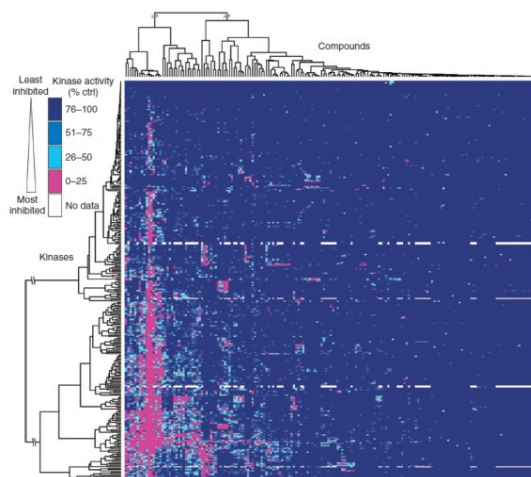 Compounds
Least
inhibited
Kinase activity
(% ctrl)
76–100
51–75
26–50
0–25
No data
Most
inhibited
Kinases